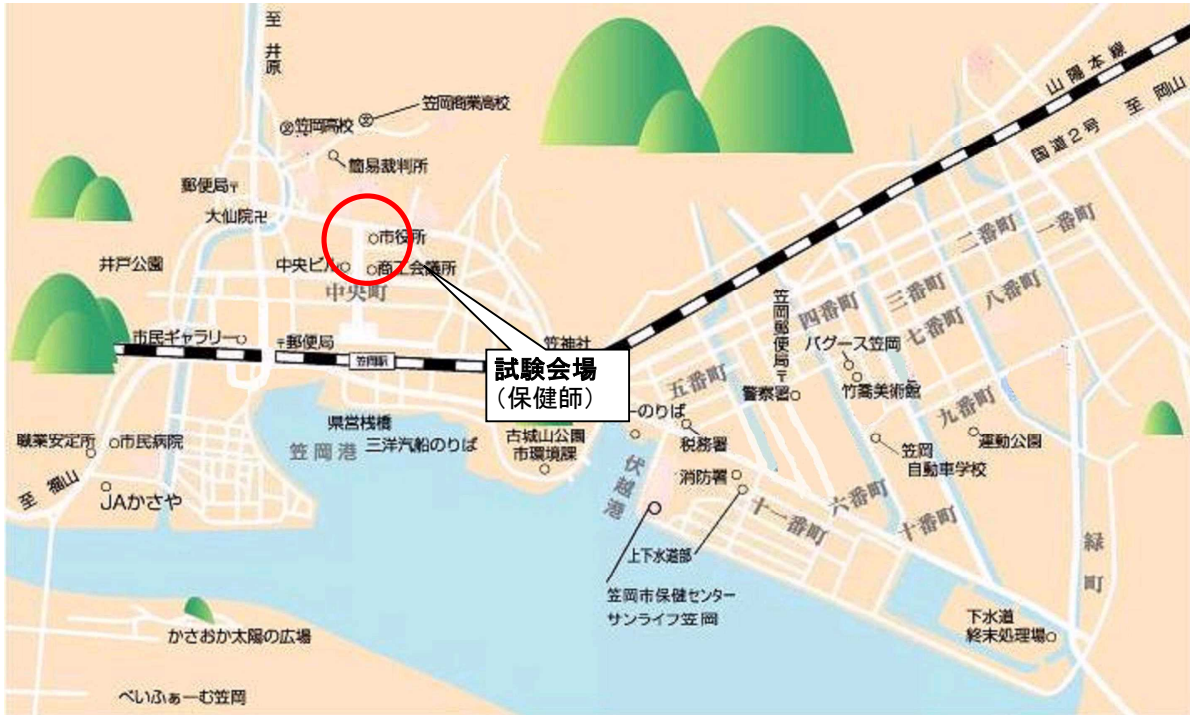 至 井原
山陽本線
至 岡山
国道2号
笠岡商業高校
笠岡高校
簡易裁判所
郵便局〒
大仙院卍
市役所
井戸公園
中央ビル
商工会議所
中央町
一番町
二番町
三番町
四番町
八番町
七番町
笠岡郵便局〒
市民ギャラリー
〒郵便局
笠岡駅
笠神社
バグース笠岡
試験会場
(保健師)
五番町
警察署
竹喬美術館
九番町
県営桟橋
ーのりば
職業安定所
市民病院
笠岡港
三洋汽船のりば
古城山公園
市環境課
税務署
運動公園
笠岡
自動車学校
伏越港
消防署
至 福山
JAかさや
十一番町
六番町
十番町
緑町
上下水道部
笠岡市保健センター
サンライフ笠岡
下水道
終末処理場
かさおか太陽の広場
べいふぁーむ笠岡